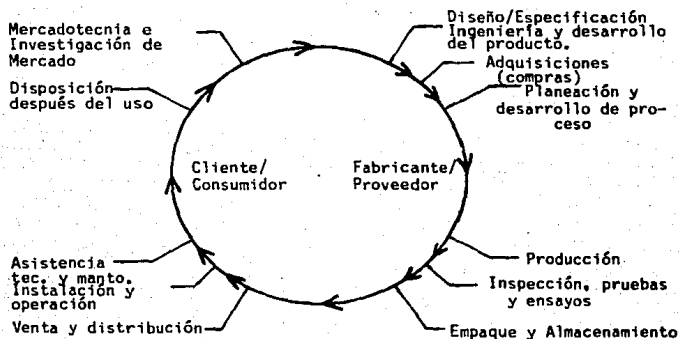 Mercadotecnia e
Investigación de
Mercado
Diseño/Especificación
Ingeniería y desarrollo
del producto.
Adquisiciones
(compras)
Planeación y
desarrollo de pro-
ceso
Disposición
después del uso
Cliente/
Consumidor
Fabricante/
Proveedor
Producción
Inspección, pruebas
y ensayos
Empaque y Almacenamiento
Asistencia
tec. y manto.
Instalación y
operación
Venta y distribución